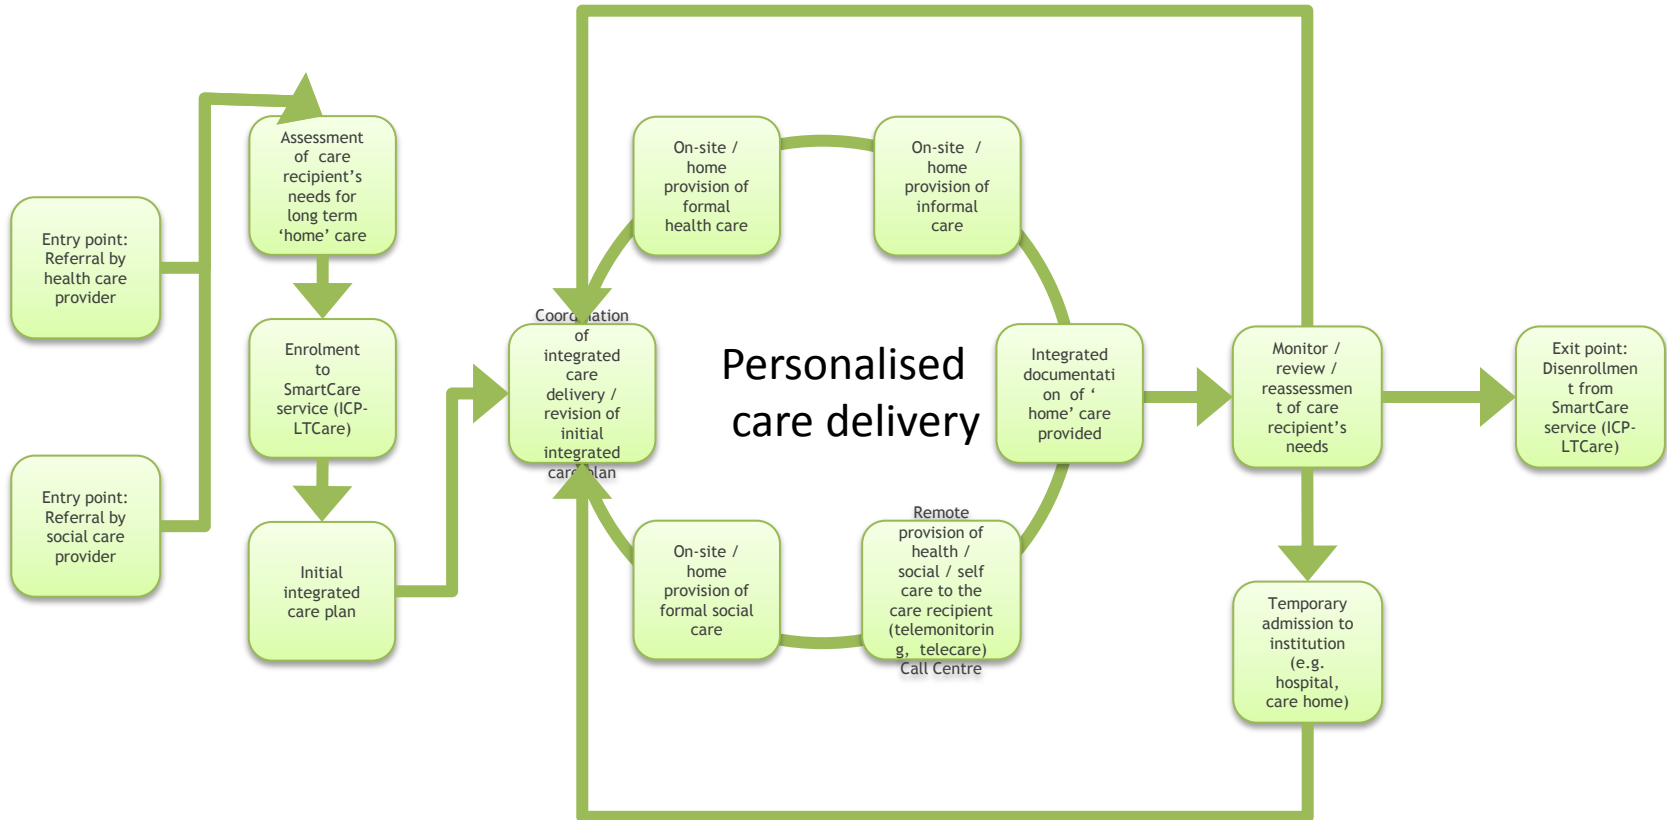 Entry point:
Referral by
health care
provider
Entry point:
Referral by
social care
provider
Assessment
of care
recipient's
needs for
long term
'home' care
Enrolment
to
SmartCare
service (ICP-
LTCare)
Initial
integrated
care plan
Coordination
of
integrated
care
delivery /
revision of
initial
integrated
care plan
On-site /
home
provision of
formal
health care
On-site /
home
provision of
informal
care
Personalised
care delivery
Integrated
documentati
on of '
home' care
provided
On-site /
home
provision of
formal social
care
Remote
provision of
health /
social / self
care to the
care recipient
(telemonitorin
g, telecare)
Call Centre
Monitor /
review /
reassessmen
t of care
recipient's
needs
Temporary
admission to
institution
(e.g.
hospital,
care home)
Exit point:
Disenrollmen
t from
SmartCare
service (ICP-
LTCare)